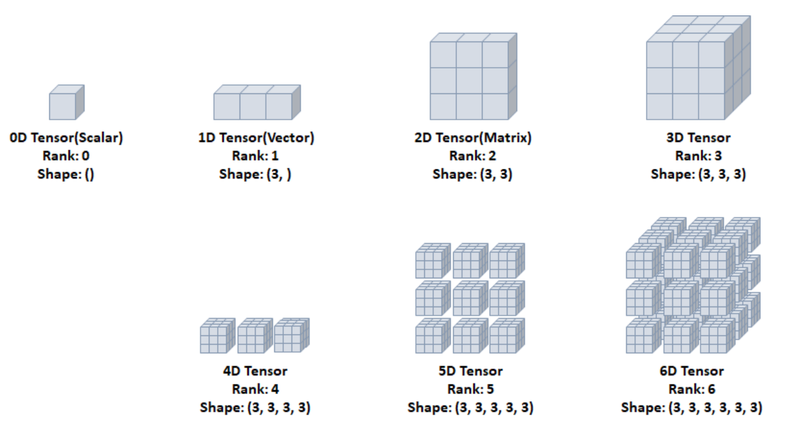 0D Tensor(Scalar)
Rank: 0
Shape: ()
1D Tensor(Vector)
Rank: 1
Shape: (3, )
2D Tensor(Matrix)
Rank: 2
Shape: (3, 3)
3D Tensor
Rank: 3
Shape: (3, 3, 3)
4D Tensor
Rank: 4
Shape: (3, 3, 3, 3)
5D Tensor
Rank: 5
Shape: (3, 3, 3, 3, 3)
6D Tensor
Rank: 6
Shape: (3, 3, 3, 3, 3, 3)